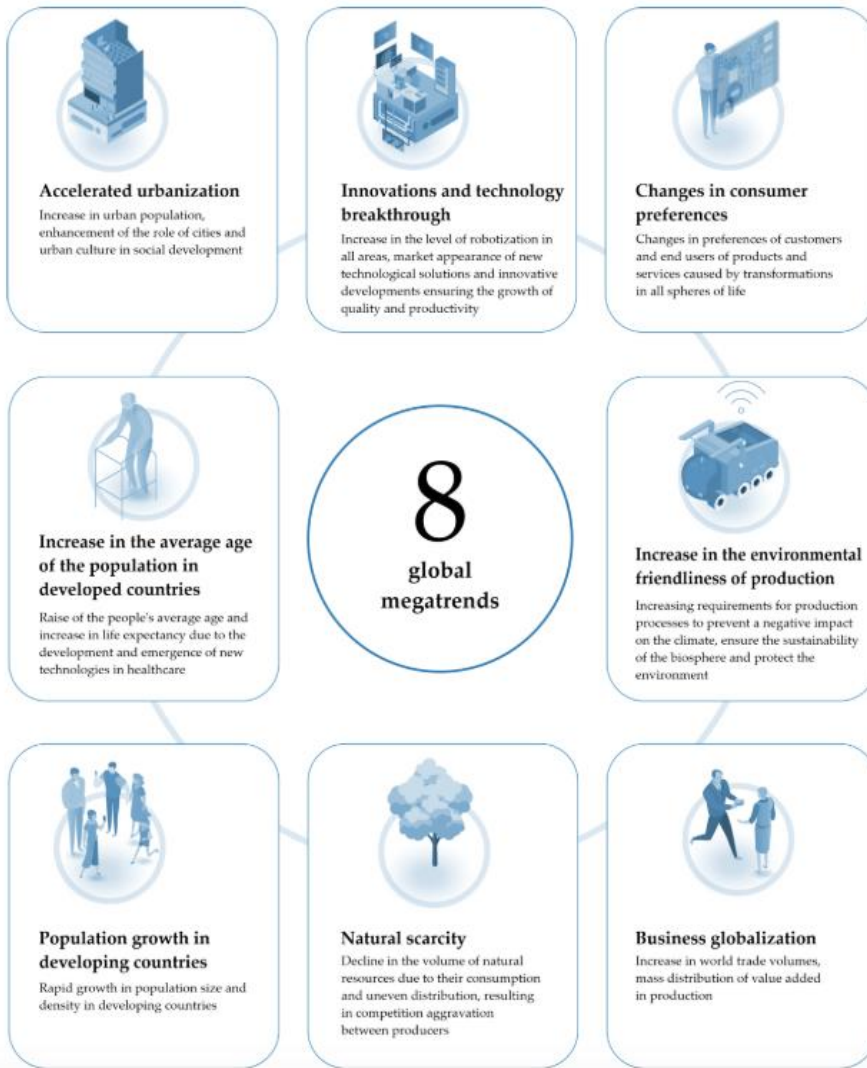 Accelerated urbanization
Increase in urban population,
enhancement of the role of cities and
urban culture in social development
Innovations and technology
breakthrough
Increase in the level of robotization in
all areas, market appearance of new
technological solutions and innovative
developments ensuring the growth of
quality and productivity
Changes in consumer
preferences
Changes in preferences of customers
and end users of products and
services caused by transformations
in all spheres of life
Increase in the average age
of the population in
developed countries
Raise of the people's average age and
increase in life expectancy due to the
development and emergence of new
technologies in healthcare
8
global
megatrends
Increase in the environmental
friendliness of production
Increasing requirements for production
processes to prevent a negative impact
on the climate, ensure the sustainability
of the biosphere and protect the
environment
Population growth in
developing countries
Rapid growth in population size and
density in developing countries
Natural scarcity
Decline in the volume of natural
resources due to their consumption
and uneven distribution, resulting
in competition aggravation
between producers
Business globalization
Increase in world trade volumes,
mass distribution of value added
in production